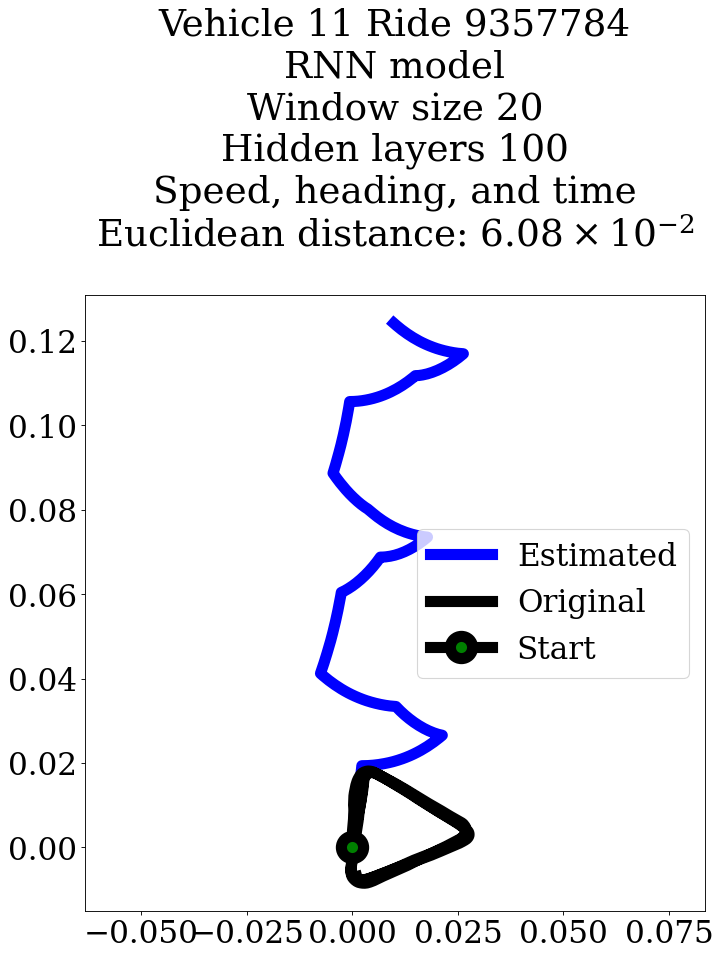 Vehicle 11 Ride 9357784
RNN model
Window size 20
Hidden layers 100
Speed, heading, and time
Euclidean distance: 6.08 × 10⁻²
0.12
0.10
0.08
0.06
0.04
0.02
0.00
Estimated
Original
Start
−0.050 −0.025 0.000 0.025 0.050 0.075